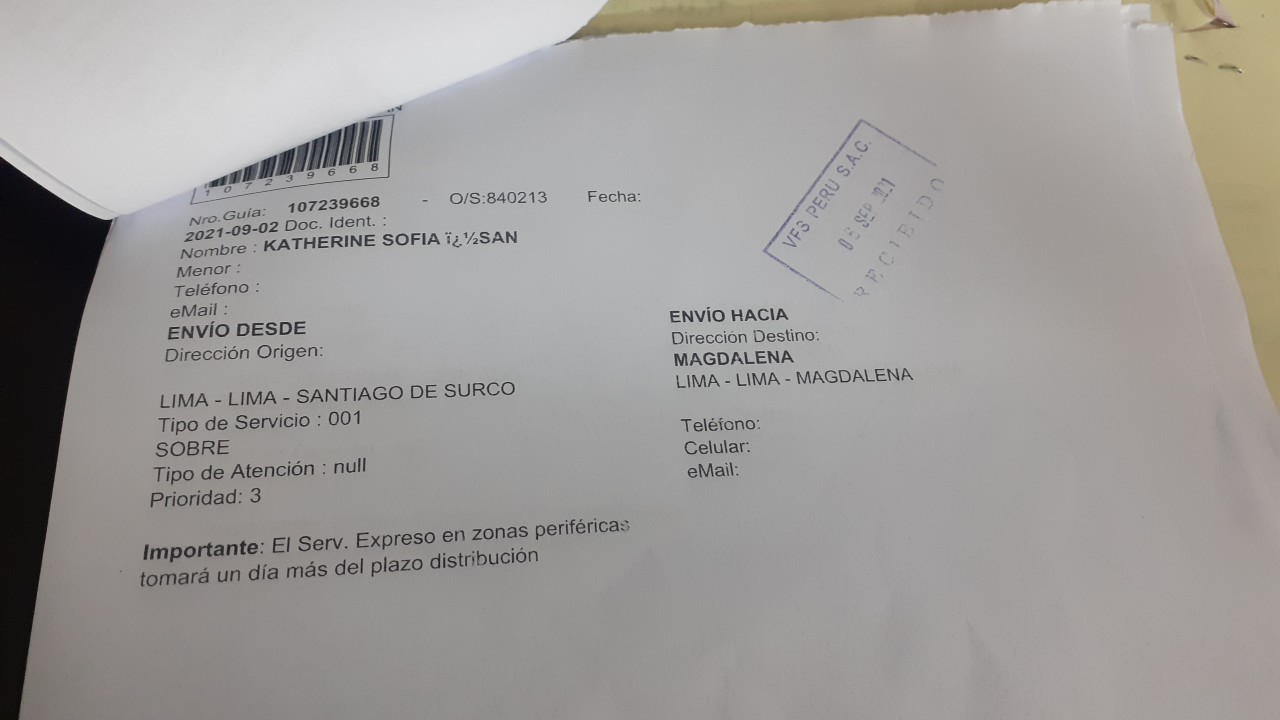 107239668
Nro.Guía: 107239668 - O/S:840213 Fecha:
2021-09-02 Doc. Ident. :
Nombre : KATHERINE SOFIA ï¿½SAN
Menor :
Teléfono :
eMail :
ENVÍO DESDE
Dirección Origen:
LIMA - LIMA - SANTIAGO DE SURCO
Tipo de Servicio : 001
SOBRE
Tipo de Atención : null
Prioridad: 3
Importante: El Serv. Expreso en zonas periféricas
tomará un día más del plazo distribución
VFS PERU S.A.C.
SEP 2021
RECIBIDO
ENVÍO HACIA
Dirección Destino:
MAGDALENA
LIMA - LIMA - MAGDALENA
Teléfono:
Celular:
eMail: